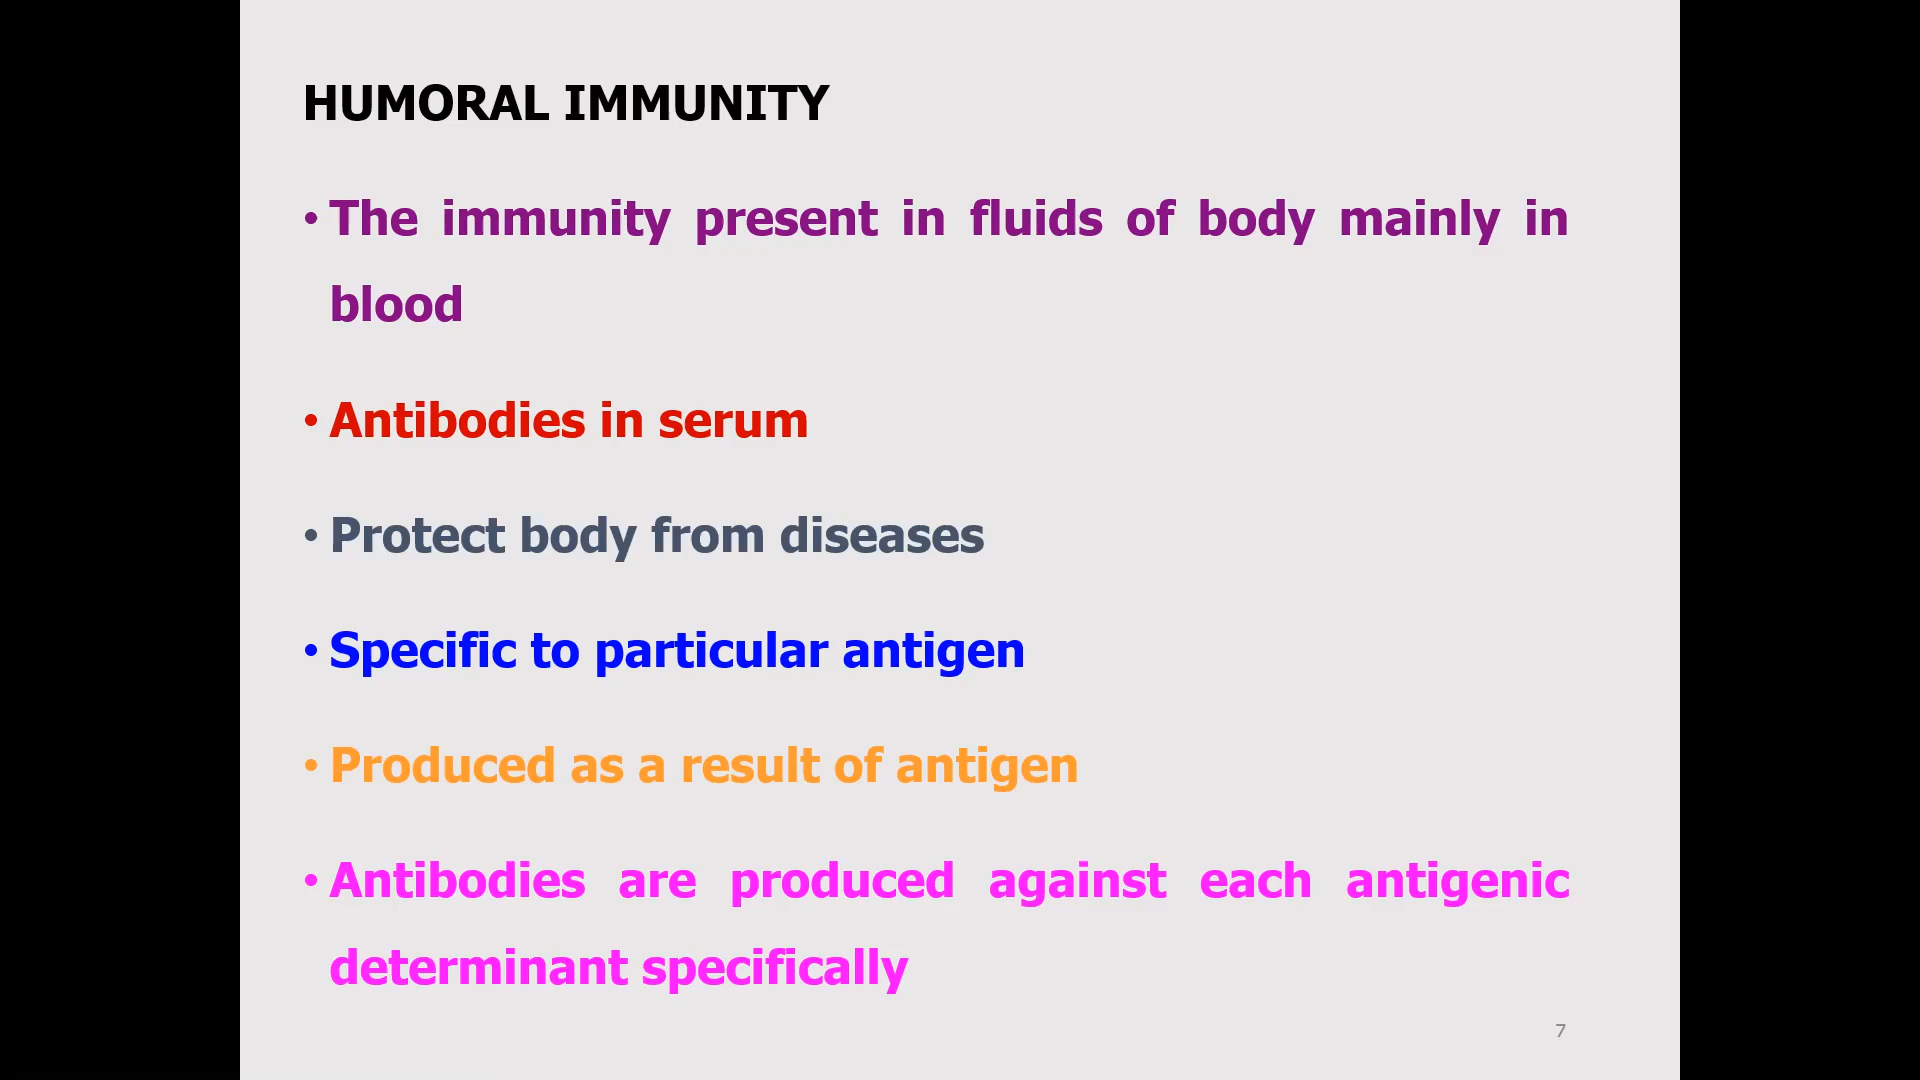 HUMORAL IMMUNITY
• The immunity present in fluids of body mainly in
blood
• Antibodies in serum
• Protect body from diseases
• Specific to particular antigen
• Produced as a result of antigen
• Antibodies are produced against each antigenic
determinant specifically
7